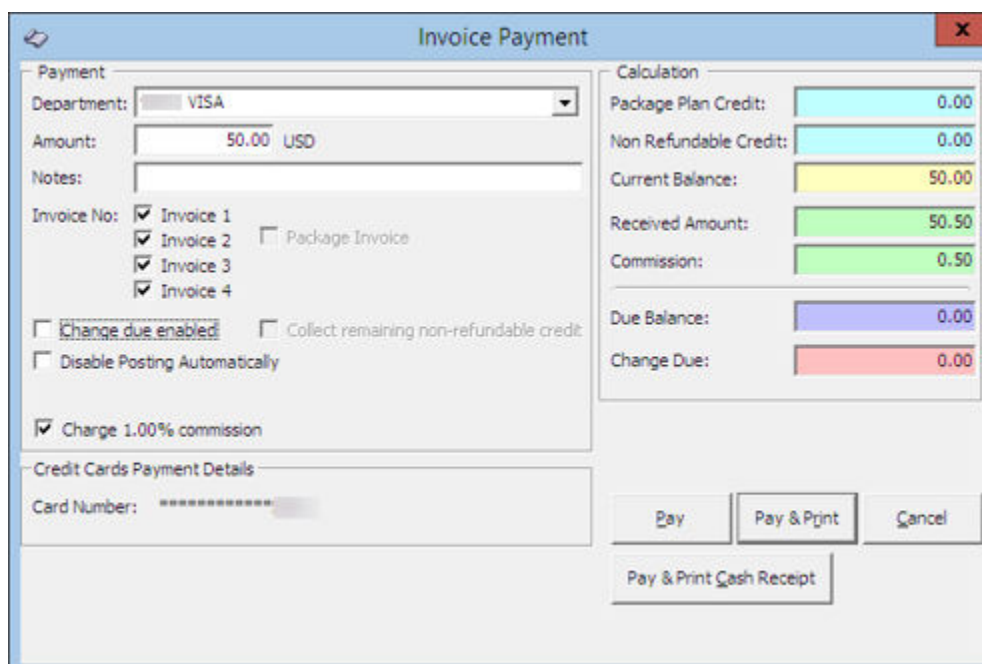 Invoice Payment
x
Payment
Department: VISA
Amount: 50.00 USD
Notes:
Invoice No: Invoice 1
Invoice 2
Package Invoice
Invoice 3
Invoice 4
Change due enabled
Collect remaining non-refundable credit
Disable Posting Automatically
Charge 1.00% commission
Credit Cards Payment Details
Card Number: *************
Calculation
Package Plan Credit: 0.00
Non Refundable Credit: 0.00
Current Balance: 50.00
Received Amount: 50.50
Commission: 0.50
Due Balance: 0.00
Change Due: 0.00
Pay
Pay & Print
Cancel
Pay & Print Cash Receipt